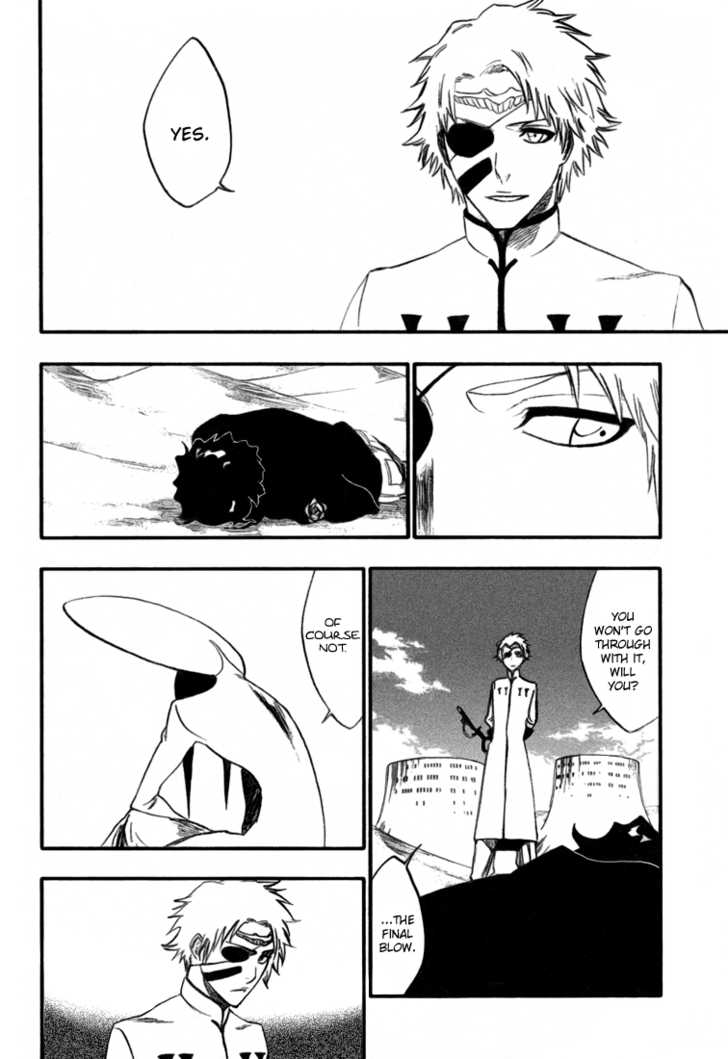 YES.
YOU
WON'T GO
THROUGH
WITH IT,
WILL
YOU?
...THE
FINAL
BLOW.
OF
COURSE
NOT.